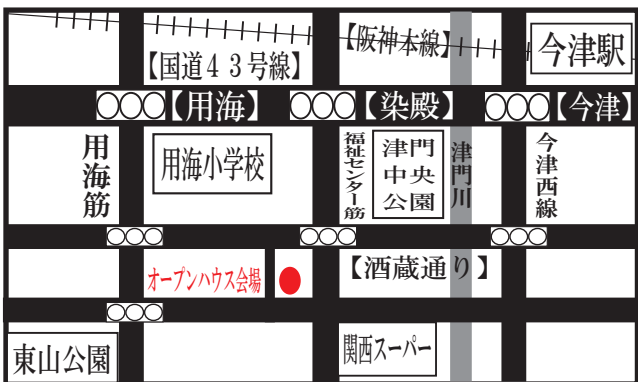 【阪神本線】
今津駅
【国道４３号線】
【用海】
【染殿】
【今津】
用海筋
用海小学校
福祉センター筋
津門
中央
公園
津門川
今津西線
オープンハウス会場
【酒蔵通り】
東山公園
関西スーパー